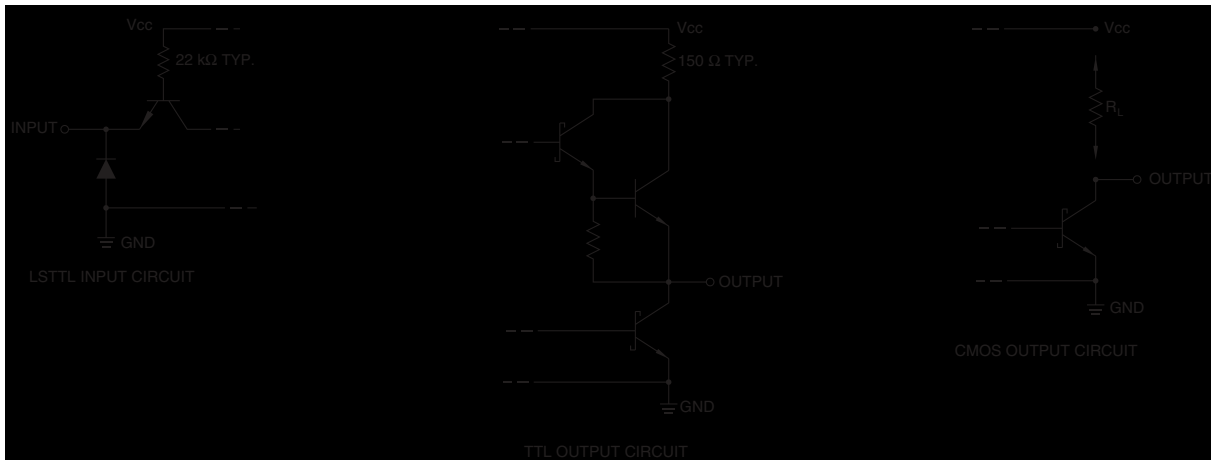 Vcc
22 kΩ TYP.
INPUT
GND
LSTTL INPUT CIRCUIT
Vcc
150 Ω TYP.
OUTPUT
GND
TTL OUTPUT CIRCUIT
Vcc
RL
OUTPUT
GND
CMOS OUTPUT CIRCUIT